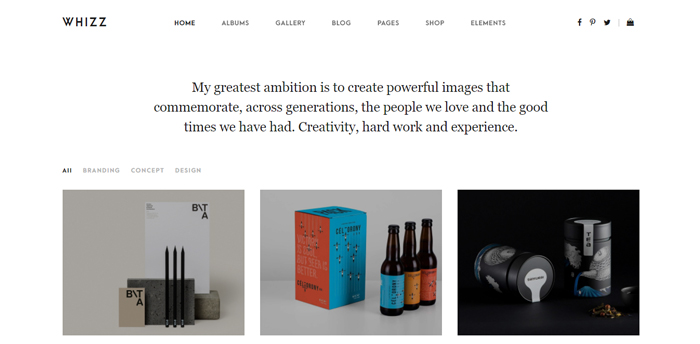 WHIZZ
HOME ALBUMS GALLERY BLOG PAGES SHOP ELEMENTS
My greatest ambition is to create powerful images that
commemorate, across generations, the people we love and the good
times we have had. Creativity, hard work and experience.
All BRANDING CONCEPT DESIGN
B\T
A
B\T
A
BETTER.
TEA